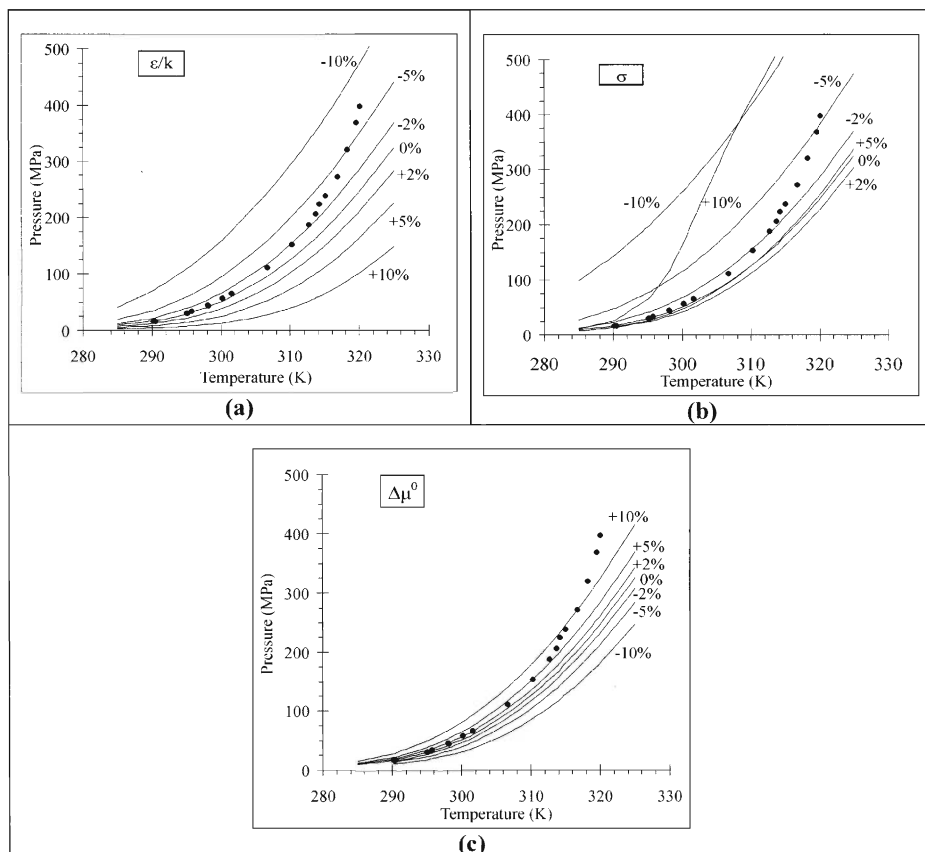 ε/k
500
400
300
200
100
0
Pressure (MPa)
-10%
-5%
-2%
0%
+2%
+5%
+10%
280 290 300 310 320 330
Temperature (K)
(a)
σ
500
400
300
200
100
0
Pressure (MPa)
-5%
-2%
+5%
0%
+2%
-10%
+10%
280 290 300 310 320 330
Temperature (K)
(b)
Δμ⁰
500
400
300
200
100
0
Pressure (MPa)
+10%
+5%
+2%
0%
-2%
-5%
-10%
280 290 300 310 320 330
Temperature (K)
(c)